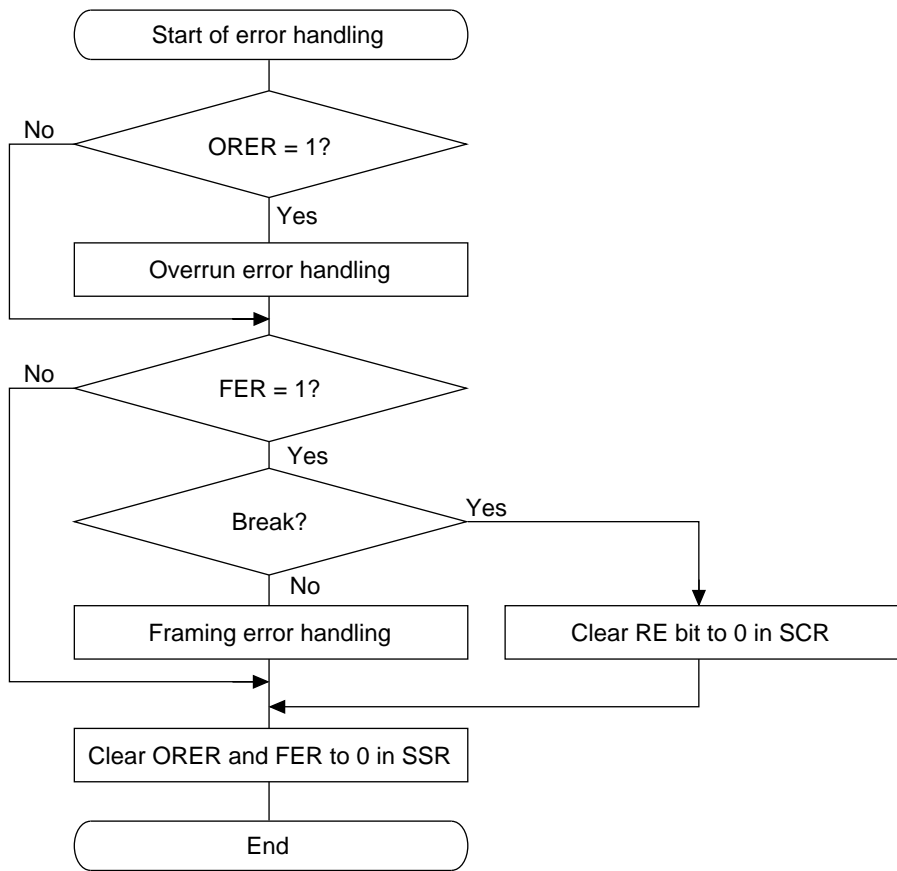 Start of error handling
No
ORER = 1?
Yes
Overrun error handling
No
FER = 1?
Yes
Break?
Yes
No
Framing error handling
Clear RE bit to 0 in SCR
Clear ORER and FER to 0 in SSR
End